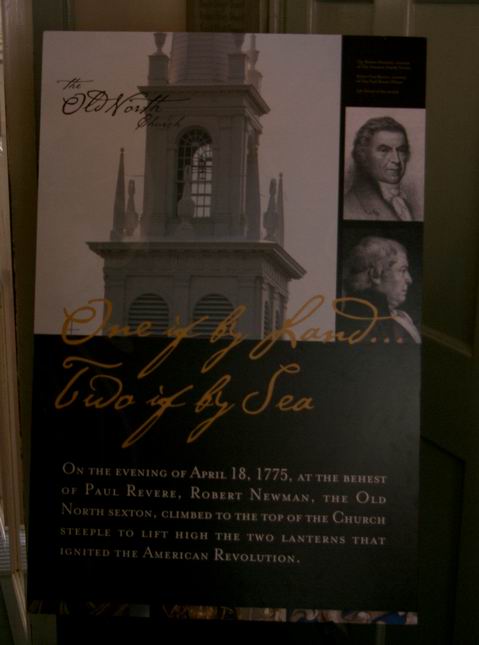 the
Old North
Church
One if by Land...
Two if by Sea
On the evening of April 18, 1775, at the behest
of Paul Revere, Robert Newman, the Old
North sexton, climbed to the top of the Church
steeple to lift high the two lanterns that
ignited the American Revolution.